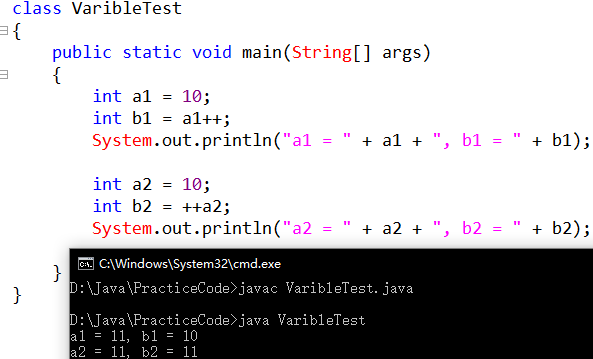 class VaribleTest
{
public static void main(String[] args)
{
int a1 = 10;
int b1 = a1++;
System.out.println("a1 = " + a1 + ", b1 = " + b1);
int a2 = 10;
int b2 = ++a2;
System.out.println("a2 = " + a2 + ", b2 = " + b2);
}
}
C:\Windows\System32\cmd.exe
D:\Java\PracticeCode>javac VaribleTest.java
D:\Java\PracticeCode>java VaribleTest
a1 = 11, b1 = 10
a2 = 11, b2 = 11